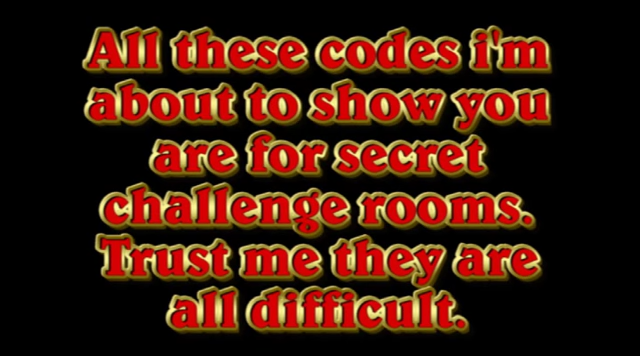 All these codes i'm
about to show you
are for secret
challenge rooms.
Trust me they are
all difficult.